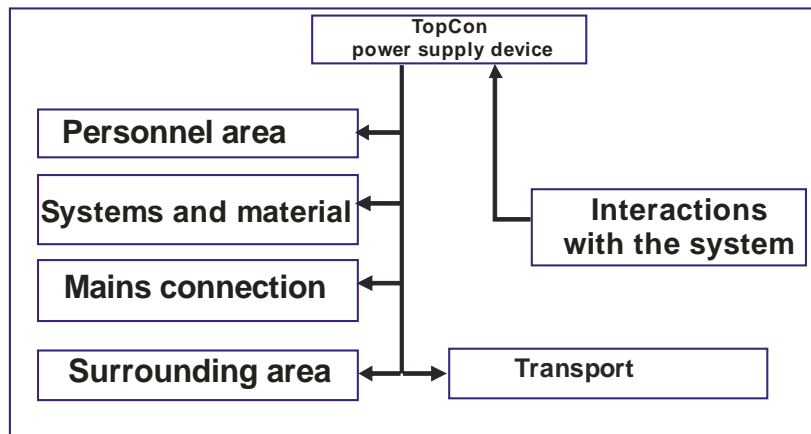 TopCon
power supply device
Personnel area
Systems and material
Interactions
with the system
Mains connection
Surrounding area
Transport